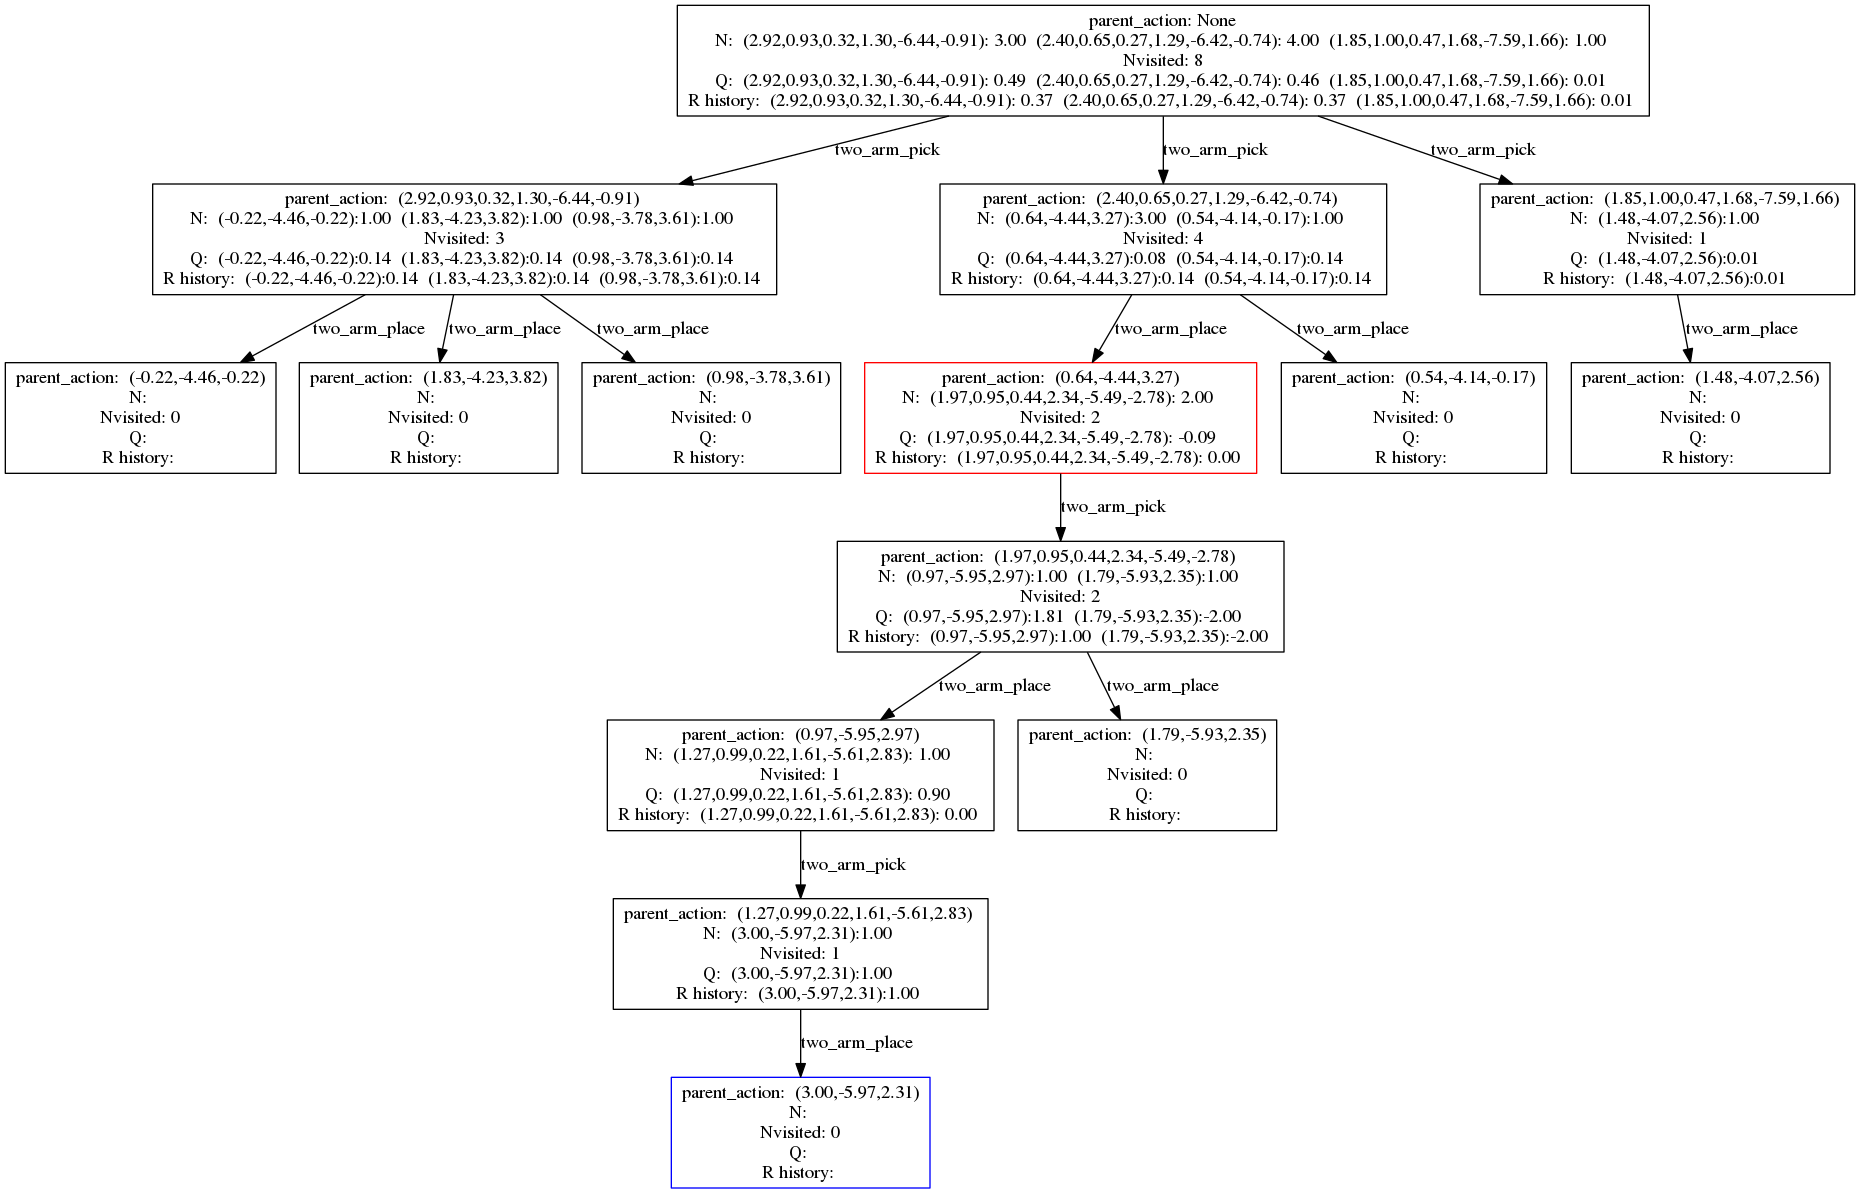 parent_action: None
N: (2.92,0.93,0.32,1.30,-6.44,-0.91): 3.00 (2.40,0.65,0.27,1.29,-6.42,-0.74): 4.00 (1.85,1.00,0.47,1.68,-7.59,1.66): 1.00
Nvisited: 8
Q: (2.92,0.93,0.32,1.30,-6.44,-0.91): 0.49 (2.40,0.65,0.27,1.29,-6.42,-0.74): 0.46 (1.85,1.00,0.47,1.68,-7.59,1.66): 0.01
R history: (2.92,0.93,0.32,1.30,-6.44,-0.91): 0.37 (2.40,0.65,0.27,1.29,-6.42,-0.74): 0.37 (1.85,1.00,0.47,1.68,-7.59,1.66): 0.01
two_arm_pick
two_arm_pick
two_arm_pick
parent_action: (2.92,0.93,0.32,1.30,-6.44,-0.91)
N: (-0.22,-4.46,-0.22):1.00 (1.83,-4.23,3.82):1.00 (0.98,-3.78,3.61):1.00
Nvisited: 3
Q: (-0.22,-4.46,-0.22):0.14 (1.83,-4.23,3.82):0.14 (0.98,-3.78,3.61):0.14
R history: (-0.22,-4.46,-0.22):0.14 (1.83,-4.23,3.82):0.14 (0.98,-3.78,3.61):0.14
parent_action: (2.40,0.65,0.27,1.29,-6.42,-0.74)
N: (0.64,-4.44,3.27):3.00 (0.54,-4.14,-0.17):1.00
Nvisited: 4
Q: (0.64,-4.44,3.27):0.08 (0.54,-4.14,-0.17):0.14
R history: (0.64,-4.44,3.27):0.14 (0.54,-4.14,-0.17):0.14
parent_action: (1.85,1.00,0.47,1.68,-7.59,1.66)
N: (1.48,-4.07,2.56):1.00
Nvisited: 1
Q: (1.48,-4.07,2.56):0.01
R history: (1.48,-4.07,2.56):0.01
two_arm_place
two_arm_place
two_arm_place
two_arm_place
two_arm_place
two_arm_place
parent_action: (-0.22,-4.46,-0.22)
N:
Nvisited: 0
Q:
R history:
parent_action: (1.83,-4.23,3.82)
N:
Nvisited: 0
Q:
R history:
parent_action: (0.98,-3.78,3.61)
N:
Nvisited: 0
Q:
R history:
parent_action: (0.64,-4.44,3.27)
N: (1.97,0.95,0.44,2.34,-5.49,-2.78): 2.00
Nvisited: 2
Q: (1.97,0.95,0.44,2.34,-5.49,-2.78): -0.09
R history: (1.97,0.95,0.44,2.34,-5.49,-2.78): 0.00
parent_action: (0.54,-4.14,-0.17)
N:
Nvisited: 0
Q:
R history:
parent_action: (1.48,-4.07,2.56)
N:
Nvisited: 0
Q:
R history:
two_arm_pick
parent_action: (1.97,0.95,0.44,2.34,-5.49,-2.78)
N: (0.97,-5.95,2.97):1.00 (1.79,-5.93,2.35):1.00
Nvisited: 2
Q: (0.97,-5.95,2.97):1.81 (1.79,-5.93,2.35):-2.00
R history: (0.97,-5.95,2.97):1.00 (1.79,-5.93,2.35):-2.00
two_arm_place
two_arm_place
parent_action: (0.97,-5.95,2.97)
N: (1.27,0.99,0.22,1.61,-5.61,2.83): 1.00
Nvisited: 1
Q: (1.27,0.99,0.22,1.61,-5.61,2.83): 0.90
R history: (1.27,0.99,0.22,1.61,-5.61,2.83): 0.00
parent_action: (1.79,-5.93,2.35)
N:
Nvisited: 0
Q:
R history:
two_arm_pick
parent_action: (1.27,0.99,0.22,1.61,-5.61,2.83)
N: (3.00,-5.97,2.31):1.00
Nvisited: 1
Q: (3.00,-5.97,2.31):1.00
R history: (3.00,-5.97,2.31):1.00
two_arm_place
parent_action: (3.00,-5.97,2.31)
N:
Nvisited: 0
Q:
R history: